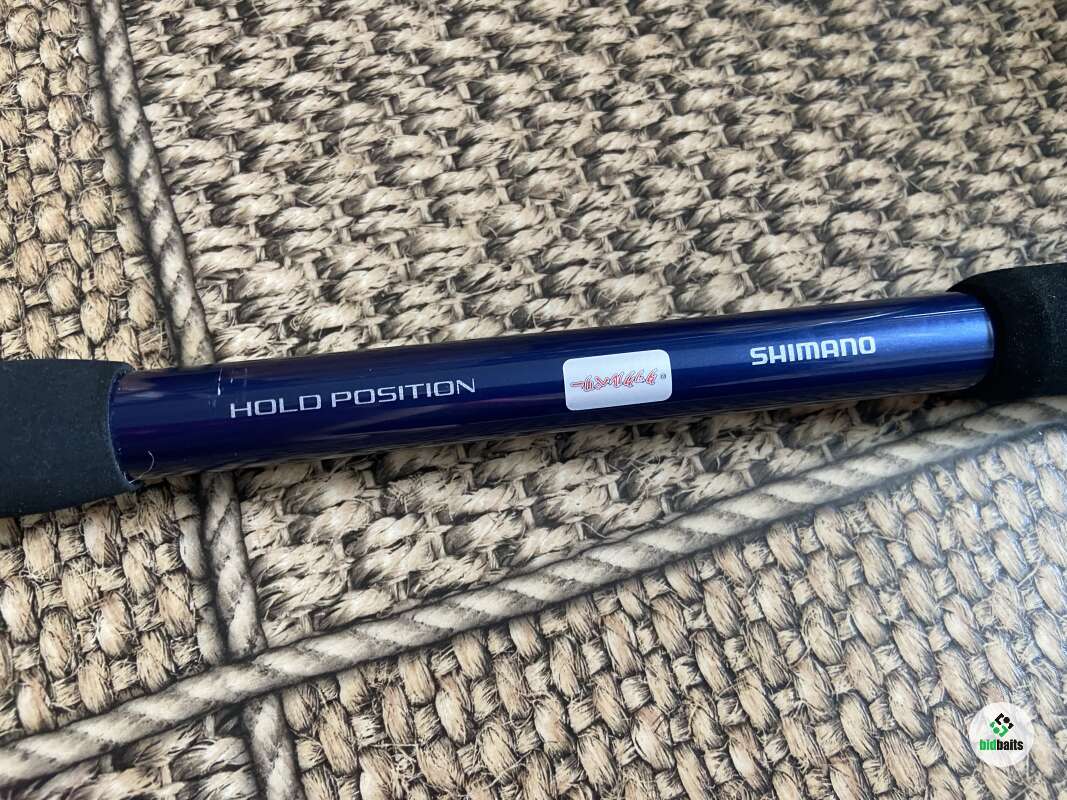 HOLD POSITION
SHIMANO
bidbaits